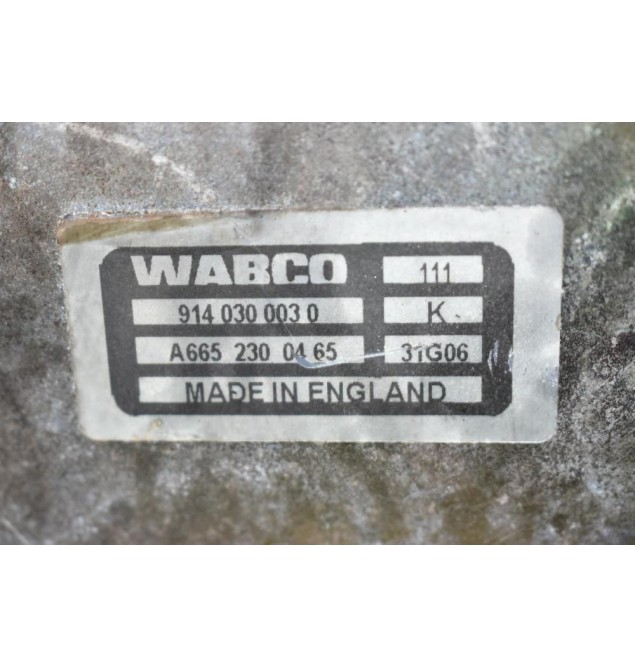 WABCO 111
914 030 003 0 K
A665 230 04 65 31G06
MADE IN ENGLAND